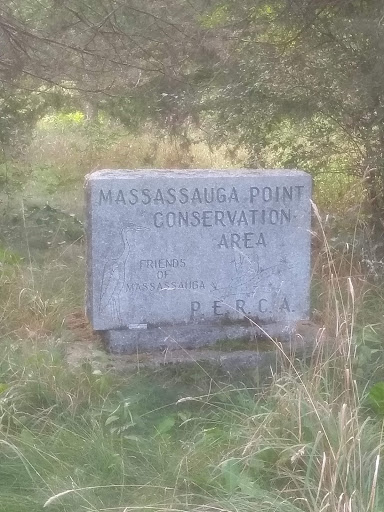 MASSASSAUGA POINT
CONSERVATION
AREA
FRIENDS
OF
MASSASSAUGA
P.E.R.C.A.